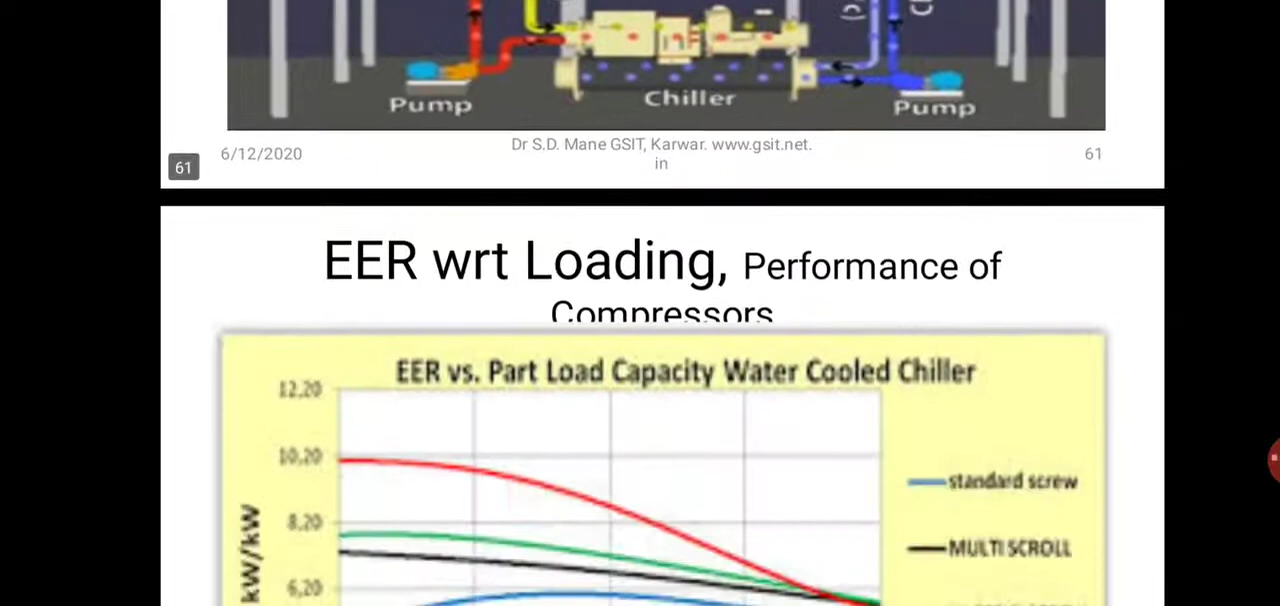 Pump
Chiller
Pump
6/12/2020
Dr S.D. Mane GSIT, Karwar. www.gsit.net.
in
61
61
EER wrt Loading, Performance of
Compressors
EER vs. Part Load Capacity Water Cooled Chiller
12,20
10,20
8,20
6,20
kW/kW
standard screw
MULTI SCROLL